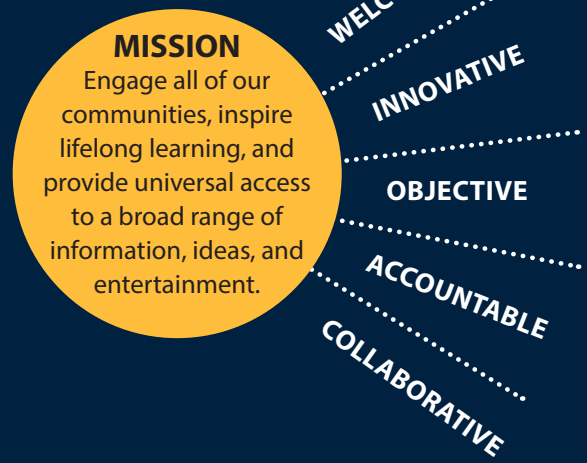 MISSION
Engage all of our
communities, inspire
lifelong learning, and
provide universal access
to a broad range of
information, ideas, and
entertainment.
INNOVATIVE
OBJECTIVE
ACCOUNTABLE
COLLABORATIVE